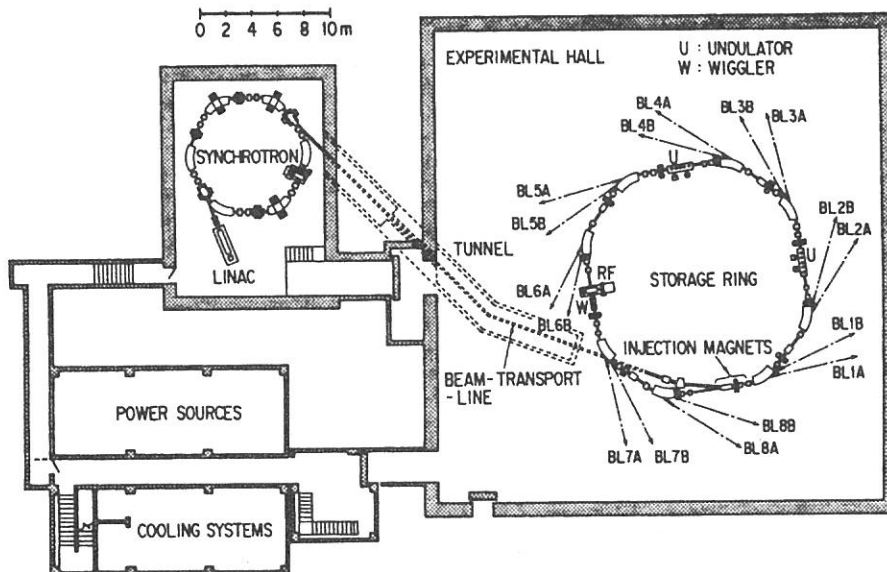 0 2 4 6 8 10m
EXPERIMENTAL HALL
U : UNDULATOR
W : WIGGLER
BL4A
BL4B
BL3B
BL3A
U
SYNCHROTRON
BL5A
BL5B
BL2B
BL2A
U
TUNNEL
LINAC
RF
STORAGE RING
W
BL6A
BL6B
BL1B
INJECTION MAGNETS
BL1A
BEAM-TRANSPORT
-LINE
POWER SOURCES
BL8B
BL8A
BL7A
BL7B
COOLING SYSTEMS